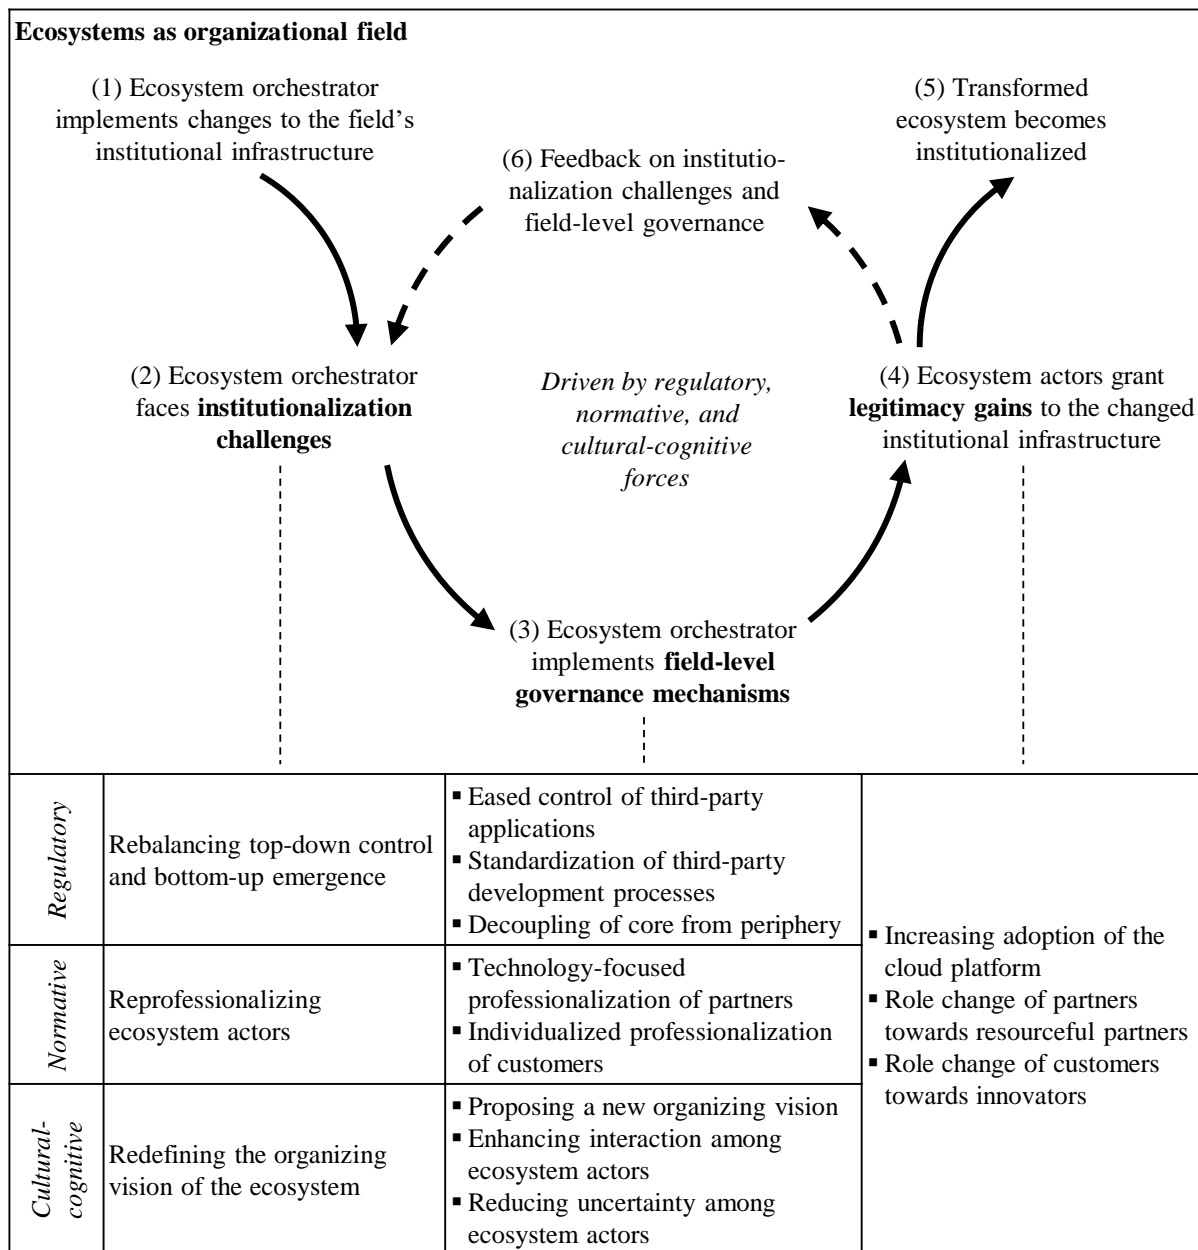 Ecosystems as organizational field
(1) Ecosystem orchestrator
implements changes to the field's
institutional infrastructure
(5) Transformed
ecosystem becomes
institutionalized
(6) Feedback on institutio-
nalization challenges and
field-level governance
(2) Ecosystem orchestrator
faces institutionalization
challenges
Driven by regulatory,
normative, and
cultural-cognitive
forces
(4) Ecosystem actors grant
legitimacy gains to the changed
institutional infrastructure
(3) Ecosystem orchestrator
implements field-level
governance mechanisms
Regulatory
Rebalancing top-down control
and bottom-up emergence
▪ Eased control of third-party
applications
▪ Standardization of third-party
development processes
▪ Decoupling of core from periphery
Normative
Reprofessionalizing
ecosystem actors
▪ Technology-focused
professionalization of partners
▪ Individualized professionalization
of customers
Cultural-
cognitive
Redefining the organizing
vision of the ecosystem
▪ Proposing a new organizing vision
▪ Enhancing interaction among
ecosystem actors
▪ Reducing uncertainty among
ecosystem actors
▪ Increasing adoption of the
cloud platform
▪ Role change of partners
towards resourceful partners
▪ Role change of customers
towards innovators